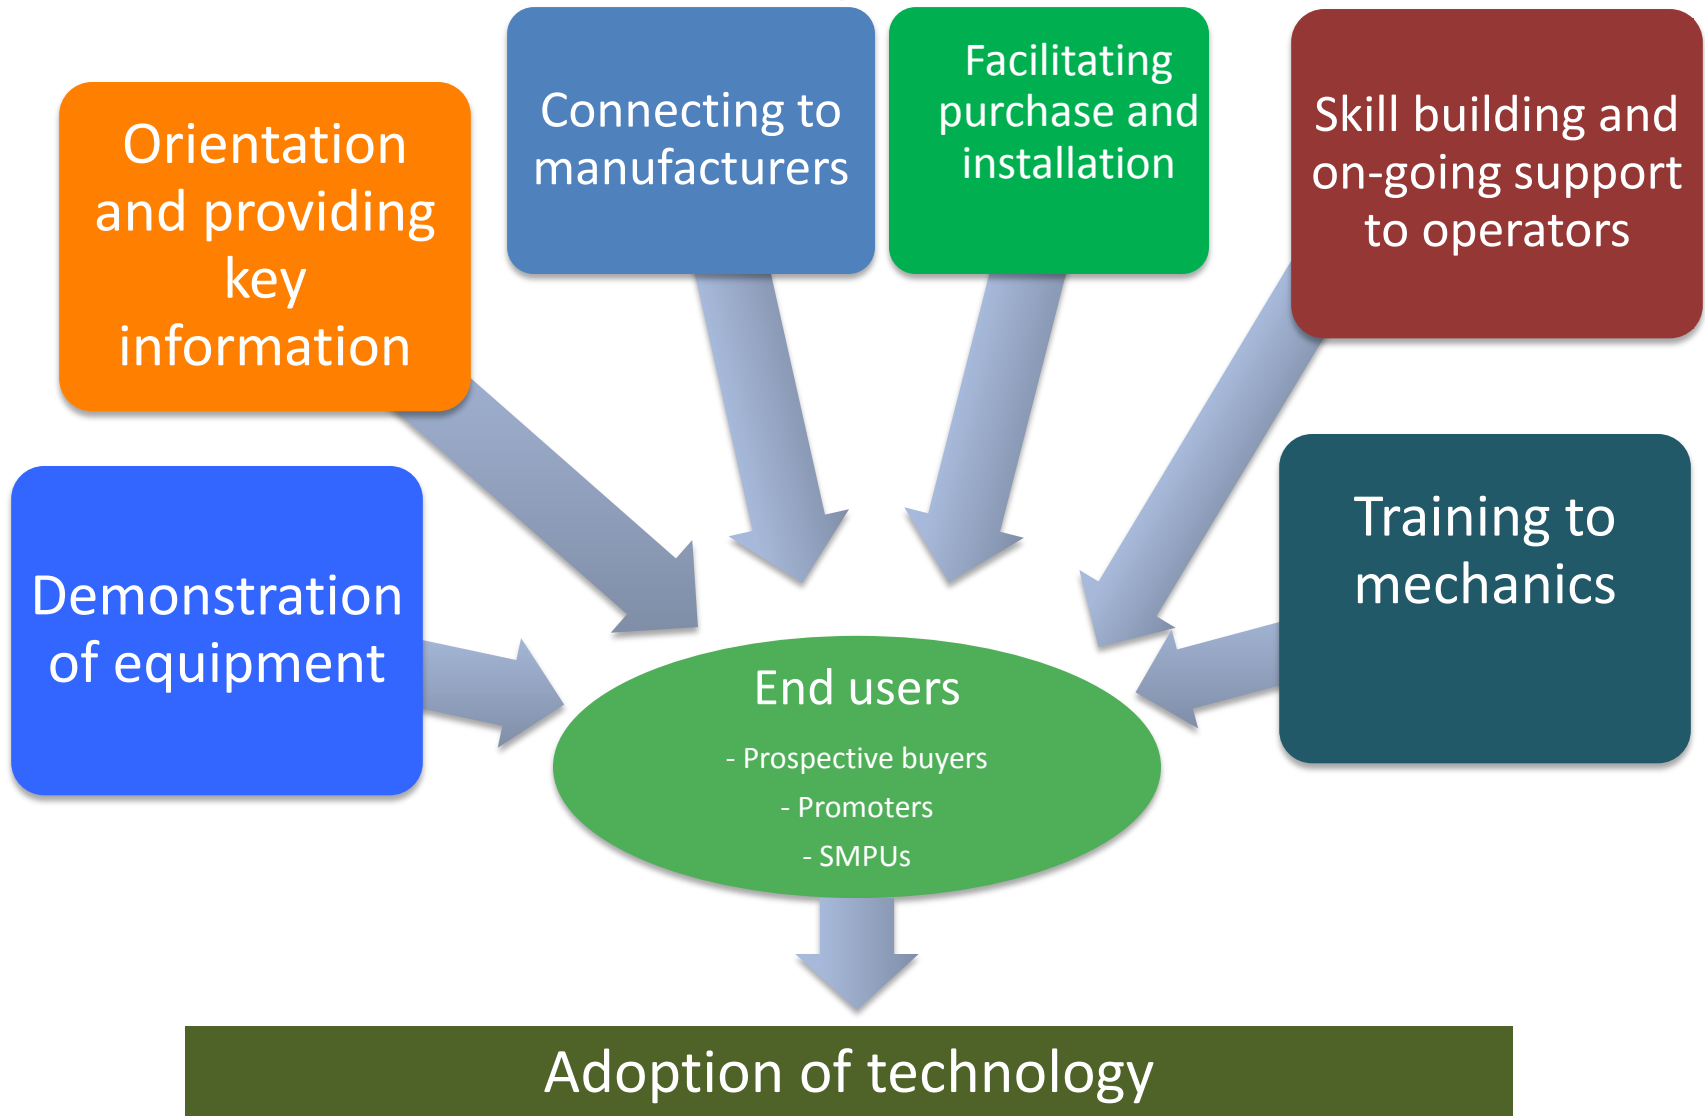 Orientation
and providing
key
information
Connecting to
manufacturers
Facilitating
purchase and
installation
Skill building and
on-going support
to operators
Demonstration
of equipment
Training to
mechanics
End users
- Prospective buyers
- Promoters
- SMPUs
Adoption of technology